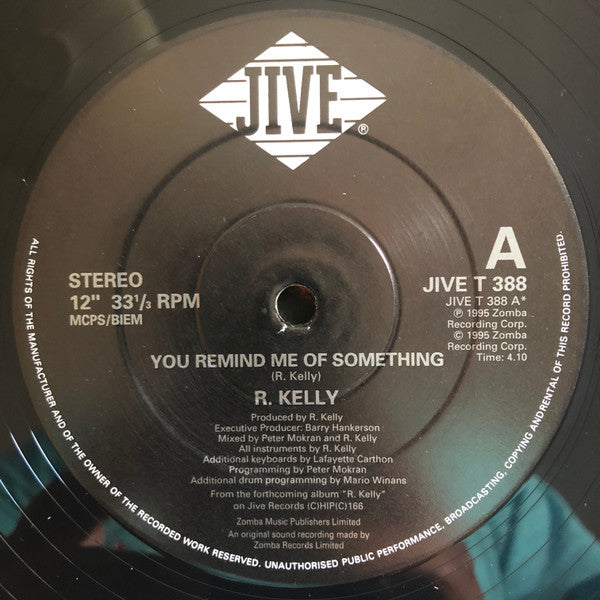 JIVE®
A
STEREO
12" 33 1/3 RPM
MCPS/BIEM
JIVE T 388
JIVE T 388 A*
℗ 1995 Zomba
Recording Corp.
© 1995 Zomba
Recording Corp.
Time: 4.10
YOU REMIND ME OF SOMETHING
(R. Kelly)
R. KELLY
Produced by R. Kelly
Executive Producer: Barry Hankerson
Mixed by Peter Mokran and R. Kelly
All instruments by R. Kelly
Additional keyboards by Lafayette Carthon
Programming by Peter Mokran
Additional drum programming by Mario Winans
From the forthcoming album "R. Kelly"
on Jive Records (C)HIP(C)166
Zomba Music Publishers Limited
An original sound recording made by
Zomba Records Limited
ALL RIGHTS OF THE MANUFACTURER AND OF THE OWNER OF THE RECORDED WORK RESERVED. UNAUTHORISED PUBLIC PERFORMANCE, BROADCASTING, COPYING ANDRENTAL OF THIS RECORD PROHIBITED.